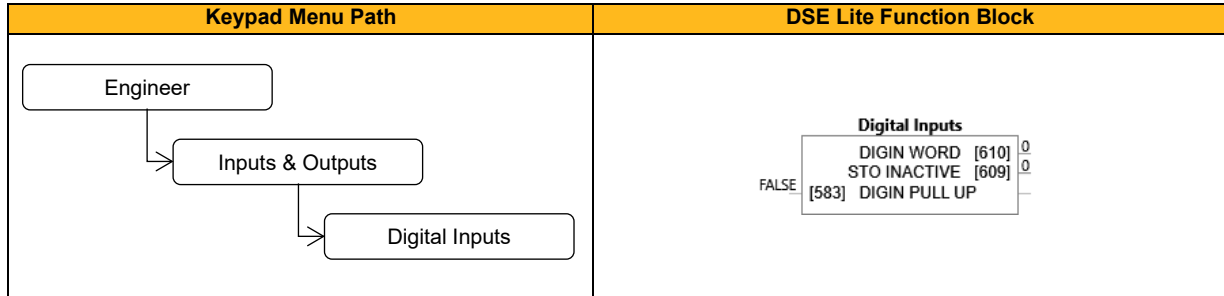 Keypad Menu Path
DSE Lite Function Block
Engineer
Inputs & Outputs
Digital Inputs
Digital Inputs
DIGIN WORD [610] 0
STO INACTIVE [609] 0
FALSE [583] DIGIN PULL UP